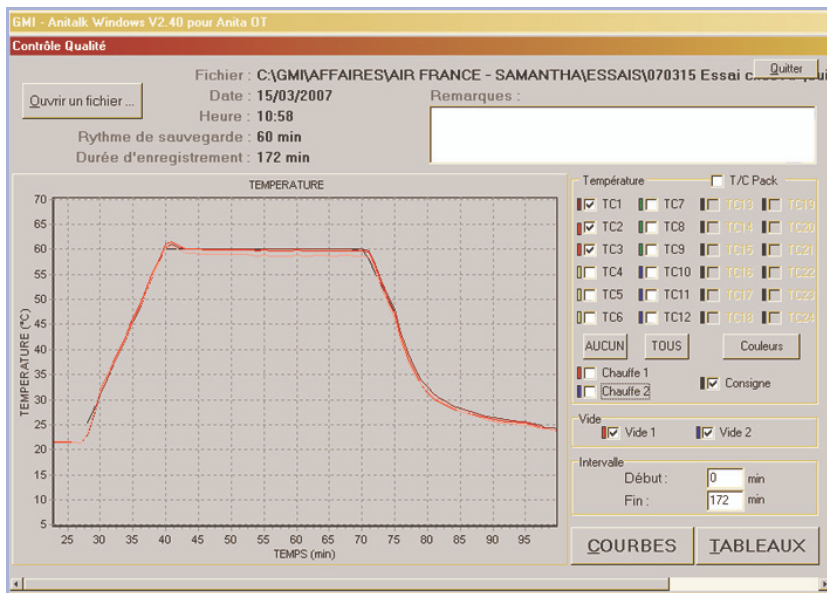 GMI - Anitalk Windows V2.40 pour Anita OT
Contrôle Qualité
Quitter
Ouvrir un fichier ...
Fichier : C:\GMI\AFFAIRES\AIR FRANCE - SAMANTHA\ESSAIS\070315 Essai
Date : 15/03/2007
Remarques :
Heure : 10:58
Rythme de sauvegarde : 60 min
Durée d'enregistrement : 172 min
TEMPERATURE
70
65
60
55
50
45
40
35
30
25
20
15
10
5
TEMPERATURE (°C)
25 30 35 40 45 50 55 60 65 70 75 80 85 90 95
TEMPS (min)
Température T/C Pack
TC1 TC7 TC13 TC19
TC2 TC8 TC14 TC20
TC3 TC9 TC15 TC21
TC4 TC10 TC16 TC22
TC5 TC11 TC17 TC23
TC6 TC12 TC18 TC24
AUCUN TOUS Couleurs
Chauffe 1
Chauffe 2
Consigne
Vide
Vide 1 Vide 2
Intervalle
Début : 0 min
Fin : 172 min
COURBES TABLEAUX